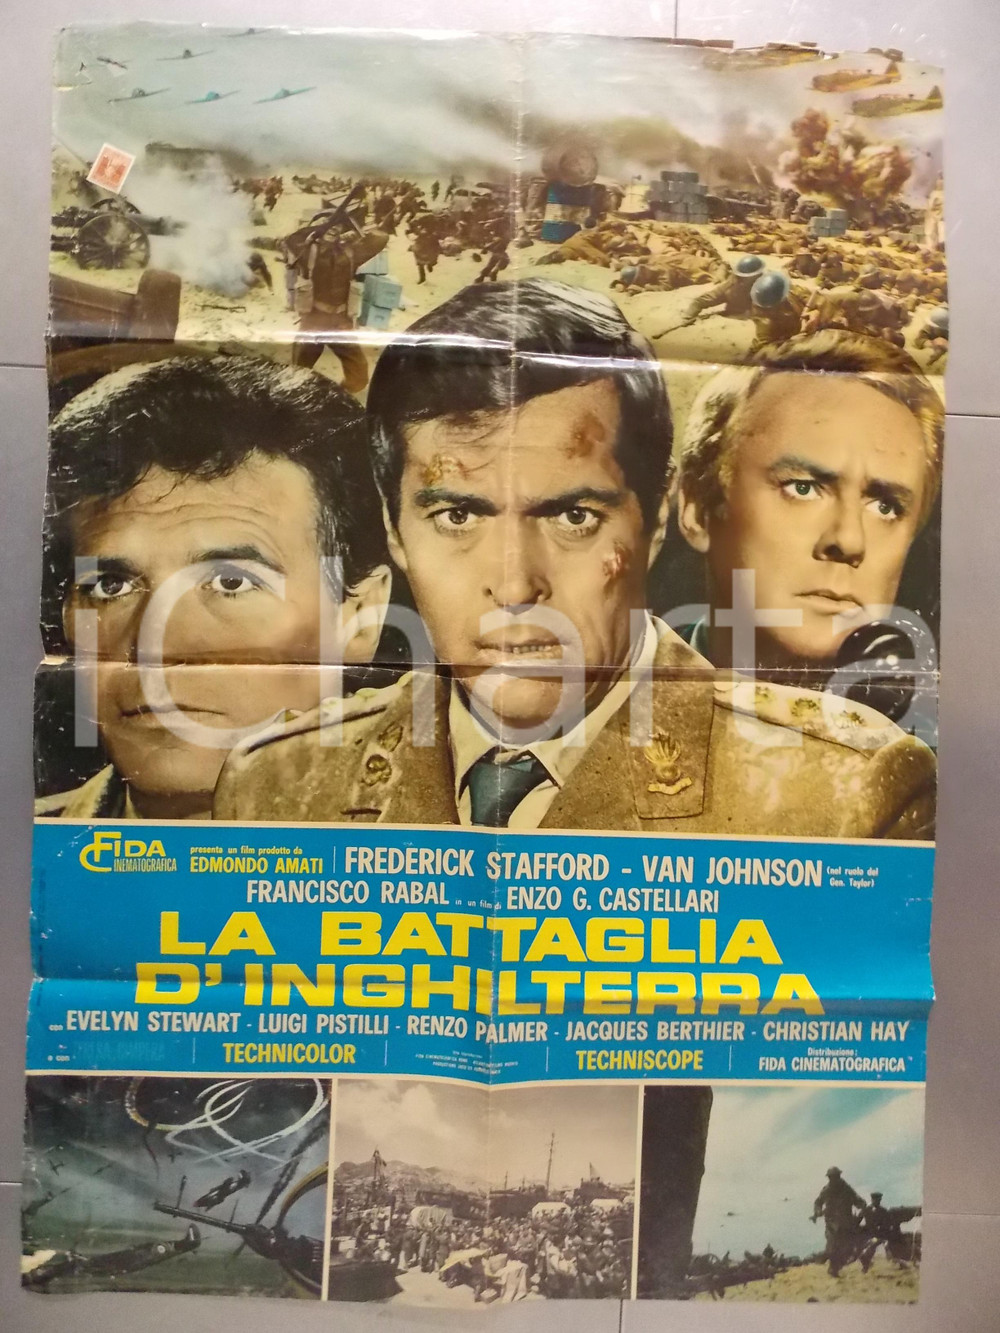 FIDA
CINEMATOGRAFICA
presenta un film prodotto da
EDMONDO AMATI
FREDERICK STAFFORD - VAN JOHNSON (nel ruolo del Gen. Taylor)
FRANCISCO RABAL in un film di ENZO G. CASTELLARI
LA BATTAGLIA
D'INGHILTERRA
con EVELYN STEWART - LUIGI PISTILLI - RENZO PALMER - JACQUES BERTHIER - CHRISTIAN HAY
TECHNICOLOR
TECHNISCOPE
Distribuzione:
FIDA CINEMATOGRAFICA
iCharta